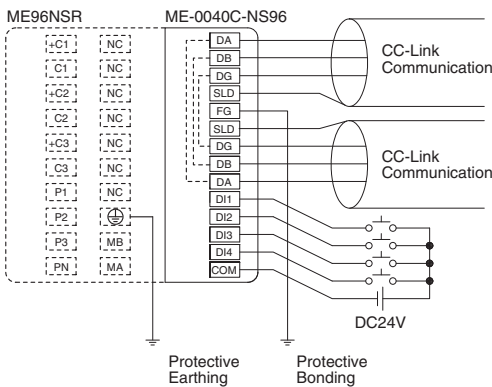 ME96NSR
ME-0040C-NS96
+C1 NC
C1 NC
+C2 NC
C2 NC
+C3 NC
C3 NC
P1 NC
P2
P3 MB
PN MA
DA
DB
DG
SLD
FG
SLD
DG
DB
DA
DI1
DI2
DI3
DI4
COM
CC-Link
Communication
CC-Link
Communication
DC24V
Protective
Earthing
Protective
Bonding